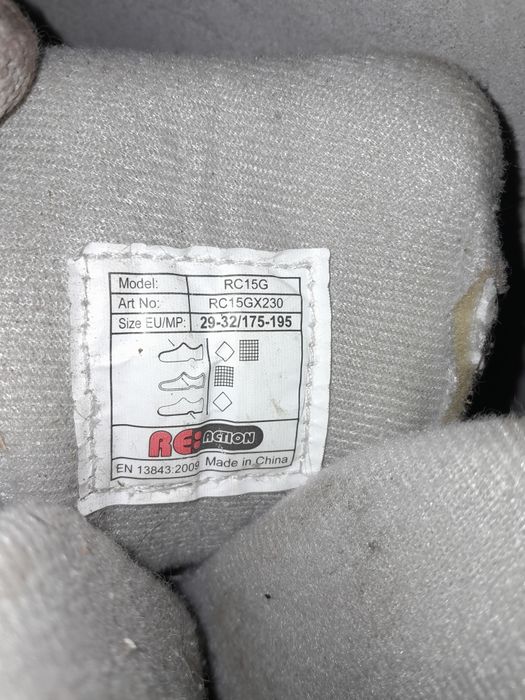 Model: RC15G
Art No: RC15GX230
Size EU/MP: 29-32/175-195
RE:ACTION
EN 13843:2009 Made in China